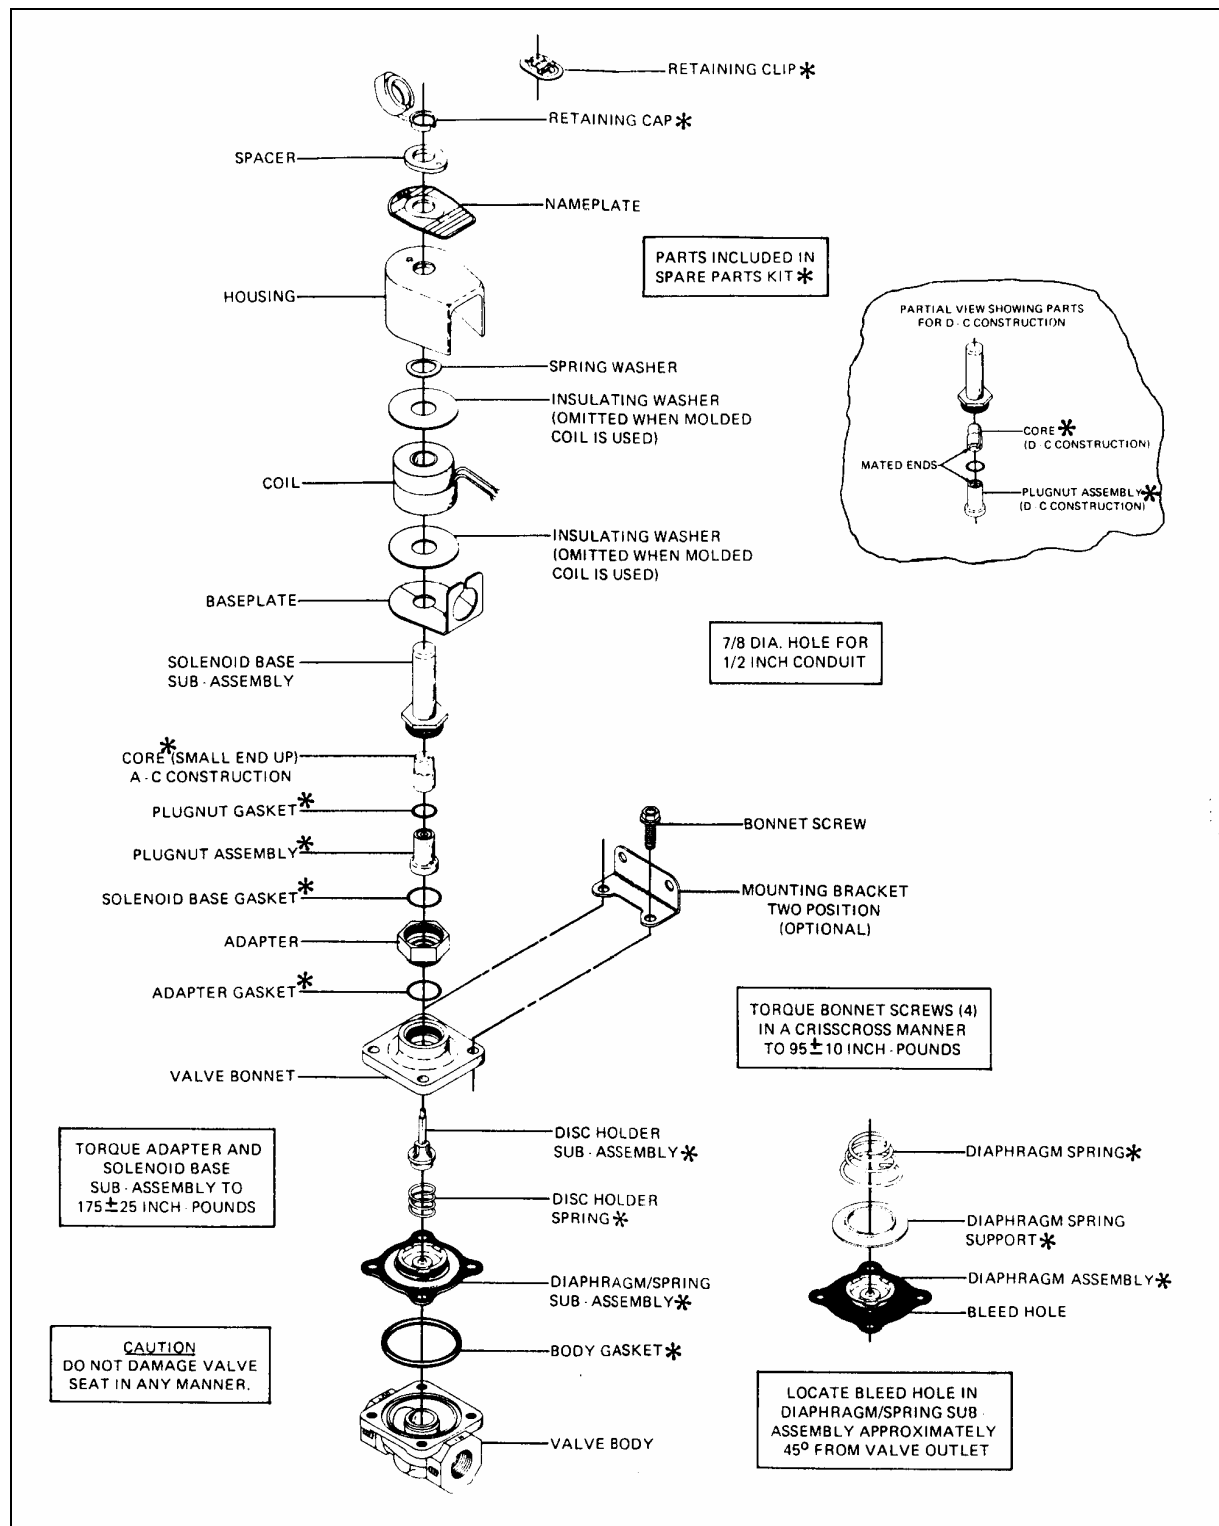 RETAINING CLIP*
RETAINING CAP*
SPACER
NAMEPLATE
PARTS INCLUDED IN
SPARE PARTS KIT *
HOUSING
PARTIAL VIEW SHOWING PARTS
FOR D-C CONSTRUCTION
SPRING WASHER
INSULATING WASHER
(OMITTED WHEN MOLDED
COIL IS USED)
CORE*
(D-C CONSTRUCTION)
MATED ENDS
PLUGNUT ASSEMBLY*
(D-C CONSTRUCTION)
COIL
INSULATING WASHER
(OMITTED WHEN MOLDED
COIL IS USED)
BASEPLATE
7/8 DIA. HOLE FOR
1/2 INCH CONDUIT
SOLENOID BASE
SUB-ASSEMBLY
CORE*(SMALL END UP)
A-C CONSTRUCTION
PLUGNUT GASKET*
BONNET SCREW
PLUGNUT ASSEMBLY*
SOLENOID BASE GASKET*
MOUNTING BRACKET
TWO POSITION
(OPTIONAL)
ADAPTER
ADAPTER GASKET*
TORQUE BONNET SCREWS (4)
IN A CRISSCROSS MANNER
TO 95±10 INCH-POUNDS
VALVE BONNET
TORQUE ADAPTER AND
SOLENOID BASE
SUB-ASSEMBLY TO
175±25 INCH-POUNDS
DISC HOLDER
SUB-ASSEMBLY*
DIAPHRAGM SPRING*
DISC HOLDER
SPRING*
DIAPHRAGM SPRING
SUPPORT*
DIAPHRAGM/SPRING
SUB-ASSEMBLY*
DIAPHRAGM ASSEMBLY*
BLEED HOLE
CAUTION
DO NOT DAMAGE VALVE
SEAT IN ANY MANNER.
BODY GASKET*
LOCATE BLEED HOLE IN
DIAPHRAGM/SPRING SUB-
ASSEMBLY APPROXIMATELY
45º FROM VALVE OUTLET
VALVE BODY